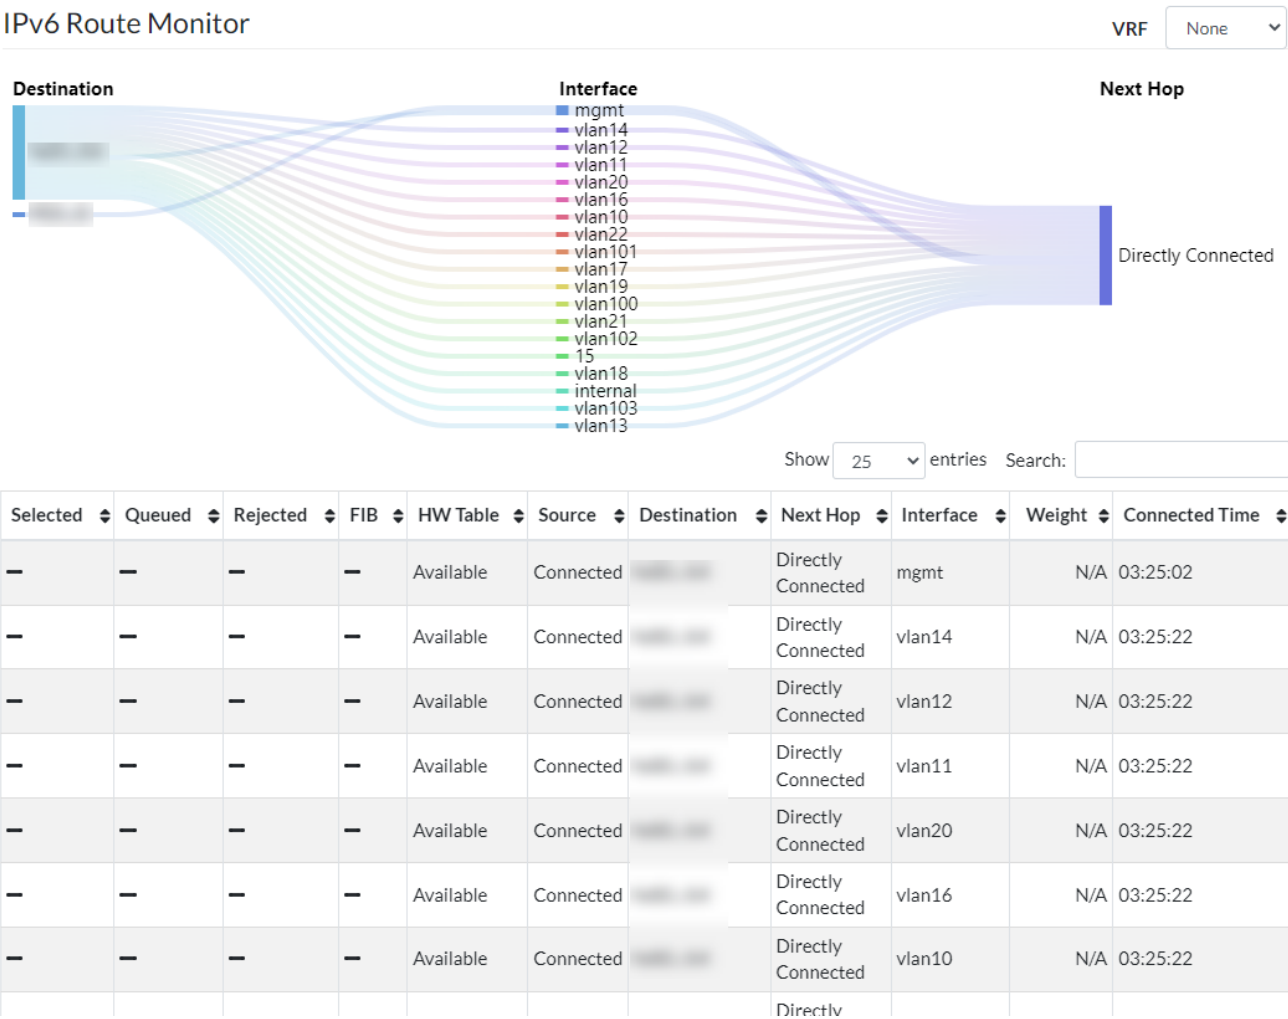 IPv6 Route Monitor
VRF None
Destination Interface Next Hop
mgmt
vlan14
vlan12
vlan11
vlan20
vlan16
vlan10
vlan22
vlan101
vlan17
vlan19
vlan100
vlan21
vlan102
15
vlan18
internal
vlan103
vlan13
Directly Connected
Show 25 entries Search:
Selected Queued Rejected FIB HW Table Source Destination Next Hop Interface Weight Connected Time
Available Connected Directly Connected mgmt N/A 03:25:02
Available Connected Directly Connected vlan14 N/A 03:25:22
Available Connected Directly Connected vlan12 N/A 03:25:22
Available Connected Directly Connected vlan11 N/A 03:25:22
Available Connected Directly Connected vlan20 N/A 03:25:22
Available Connected Directly Connected vlan16 N/A 03:25:22
Available Connected Directly Connected vlan10 N/A 03:25:22
Directly